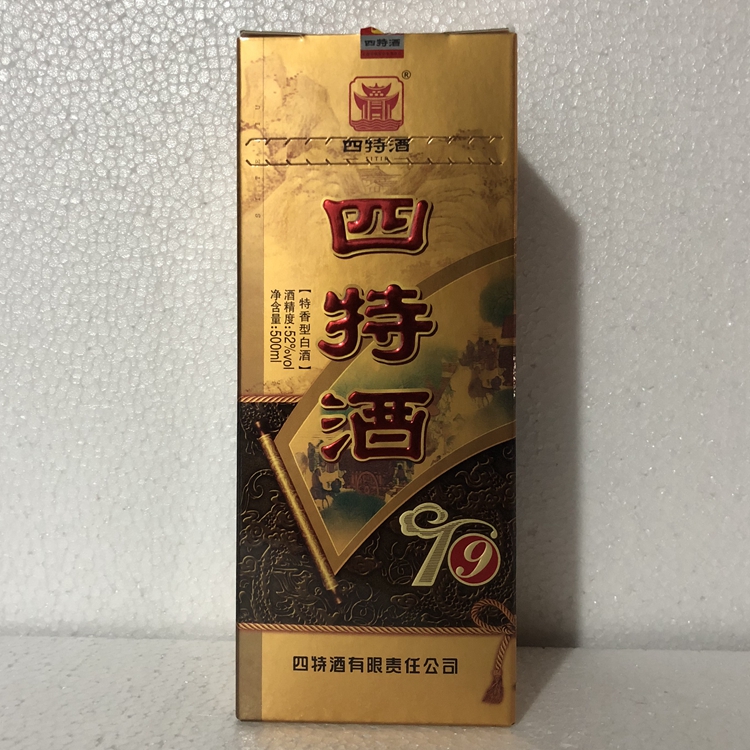 四特酒
®
四特酒
SITIR
四特酒
【特香型白酒】
酒精度:52%vol
净含量:500ml
T9
四特酒有限责任公司